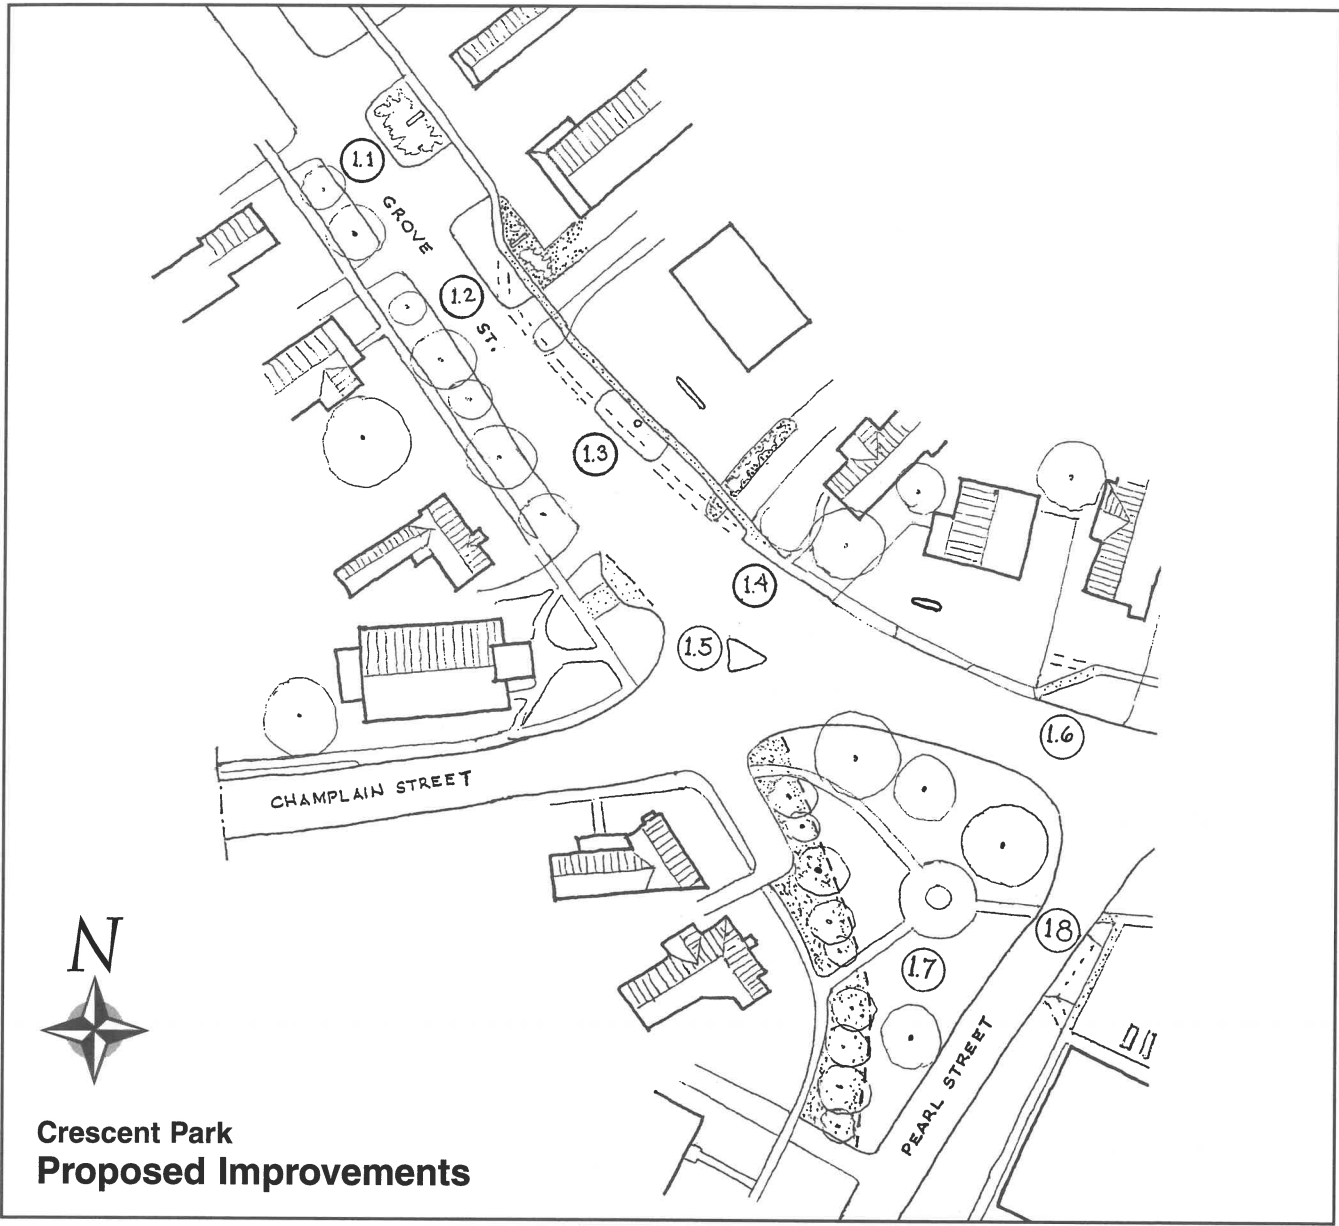 1.1
GROVE
1.2
ST.
1.3
1.4
1.5
1.6
CHAMPLAIN STREET
18
1.7
N
PEARL STREET
Crescent Park
Proposed Improvements